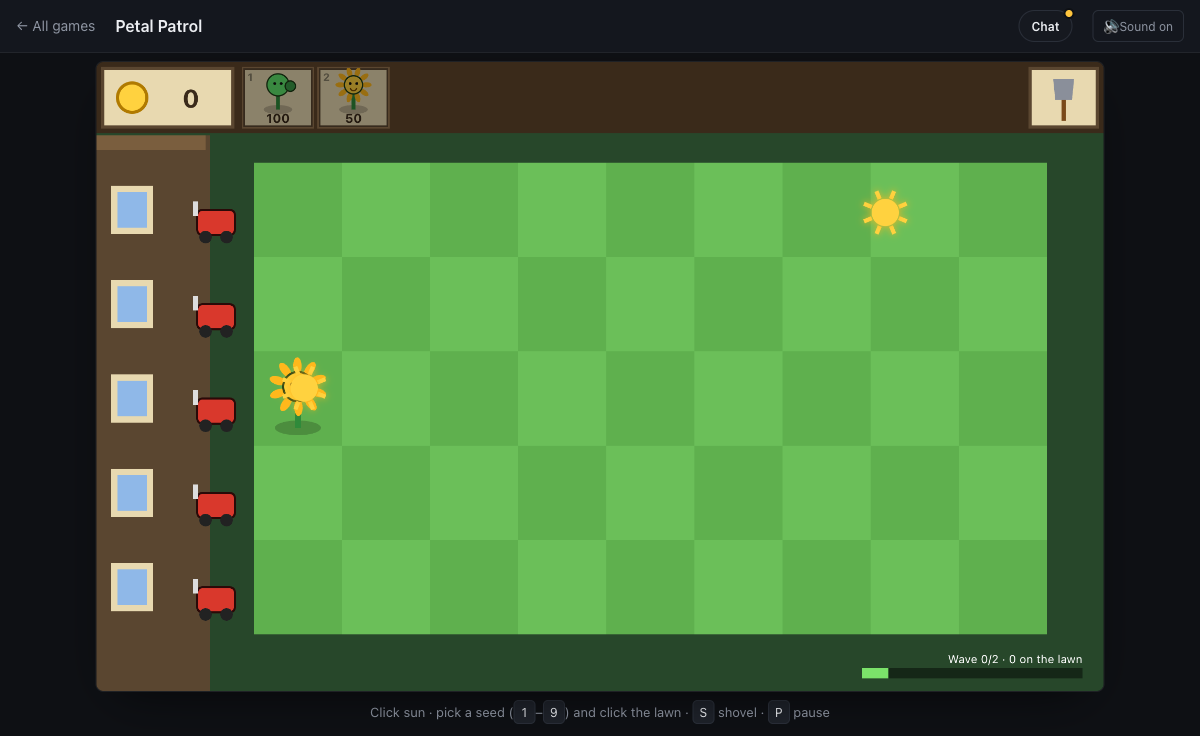 ← All games Petal Patrol Chat Sound on
0 1 100 2 50
Wave 0/2 · 0 on the lawn
Click sun · pick a seed (1–9) and click the lawn · S shovel · P pause